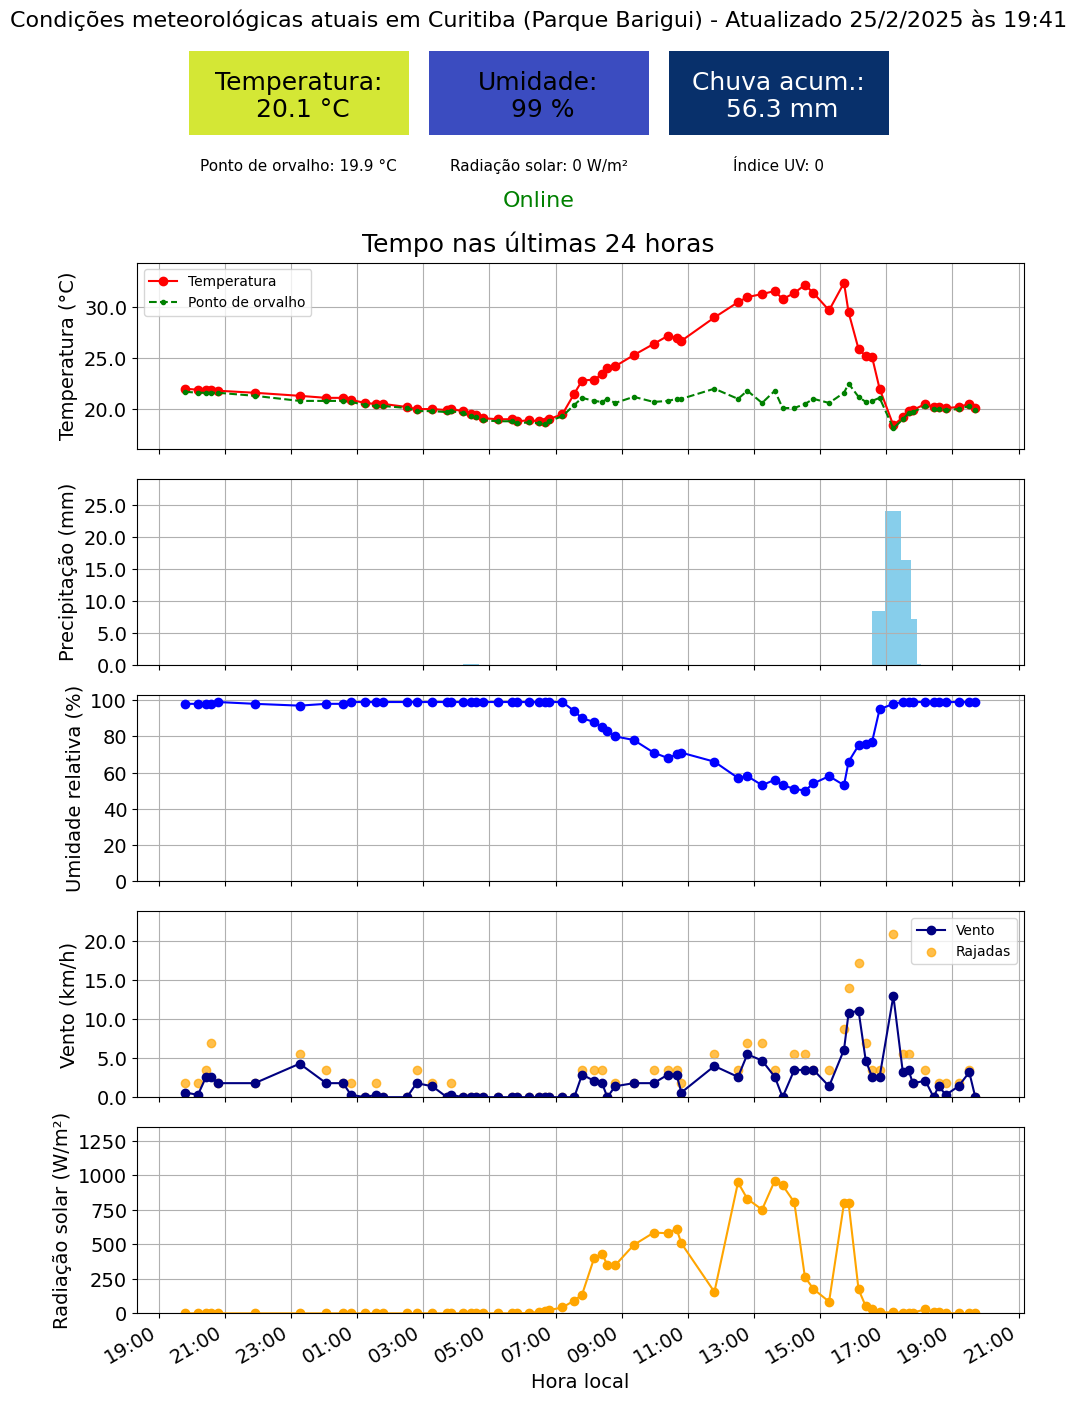 Condições meteorológicas atuais em Curitiba (Parque Barigui) - Atualizado 25/2/2025 às 19:41
Temperatura:
20.1 °C
Umidade:
99 %
Chuva acum.:
56.3 mm
Ponto de orvalho: 19.9 °C
Radiação solar: 0 W/m²
Índice UV: 0
Online
Tempo nas últimas 24 horas
Temperatura (°C)
30.0
25.0
20.0
Temperatura
Ponto de orvalho
Precipitação (mm)
25.0
20.0
15.0
10.0
5.0
0.0
Umidade relativa (%)
100
80
60
40
20
0
Vento (km/h)
20.0
15.0
10.0
5.0
0.0
Vento
Rajadas
Radiação solar (W/m²)
1250
1000
750
500
250
0
19:00 21:00 23:00 01:00 03:00 05:00 07:00 09:00 11:00 13:00 15:00 17:00 19:00 21:00
Hora local